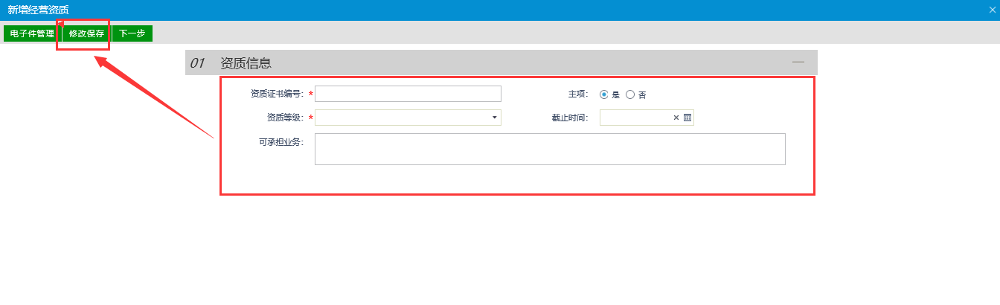 新增经营资质
电子件管理 修改保存 下一步
01 资质信息
资质证书编号： * 主项： 是 否
资质等级： * 截止时间：
可承担业务：